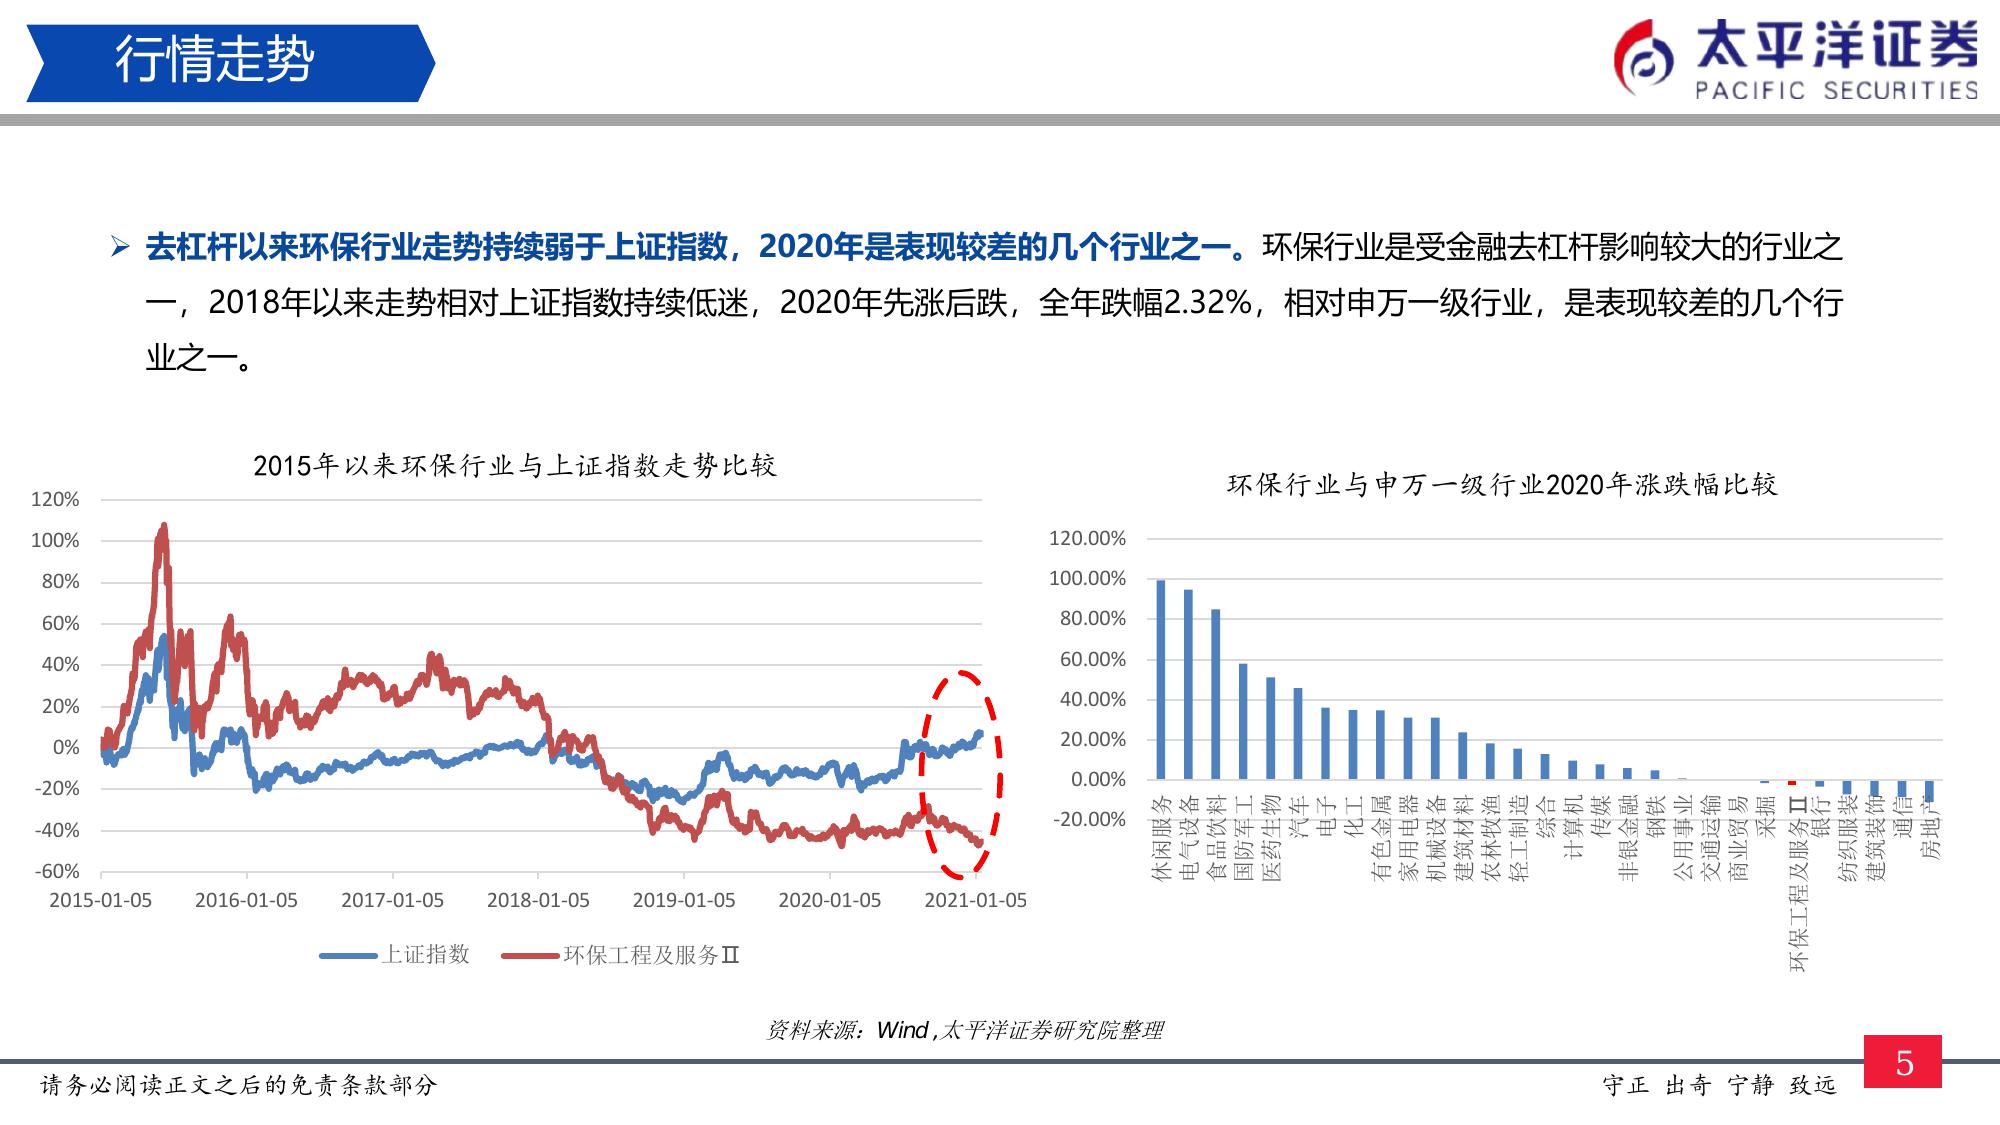 行情走势
太平洋证券
PACIFIC SECURITIES
去杠杆以来环保行业走势持续弱于上证指数，2020年是表现较差的几个行业之一。环保行业是受金融去杠杆影响较大的行业之
一，2018年以来走势相对上证指数持续低迷，2020年先涨后跌，全年跌幅2.32%，相对申万一级行业，是表现较差的几个行
业之一。
2015年以来环保行业与上证指数走势比较
120%
100%
80%
60%
40%
20%
0%
-20%
-40%
-60%
2015-01-05
2016-01-05
2017-01-05
2018-01-05
2019-01-05
2020-01-05
2021-01-05
上证指数
环保工程及服务Ⅱ
环保行业与申万一级行业2020年涨跌幅比较
120.00%
100.00%
80.00%
60.00%
40.00%
20.00%
0.00%
-20.00%
休闲服务
电气设备
食品饮料
国防军工
医药生物
汽车
电子
化工
有色金属
家用电器
机械设备
建筑材料
农林牧渔
轻工制造
综合
计算机
传媒
非银金融
钢铁
公用事业
交通运输
商业贸易
采掘
环保工程及服务Ⅱ
银行
纺织服装
建筑装饰
通信
房地产
资料来源：Wind ,太平洋证券研究院整理
请务必阅读正文之后的免责条款部分
守正 出奇 宁静 致远
5